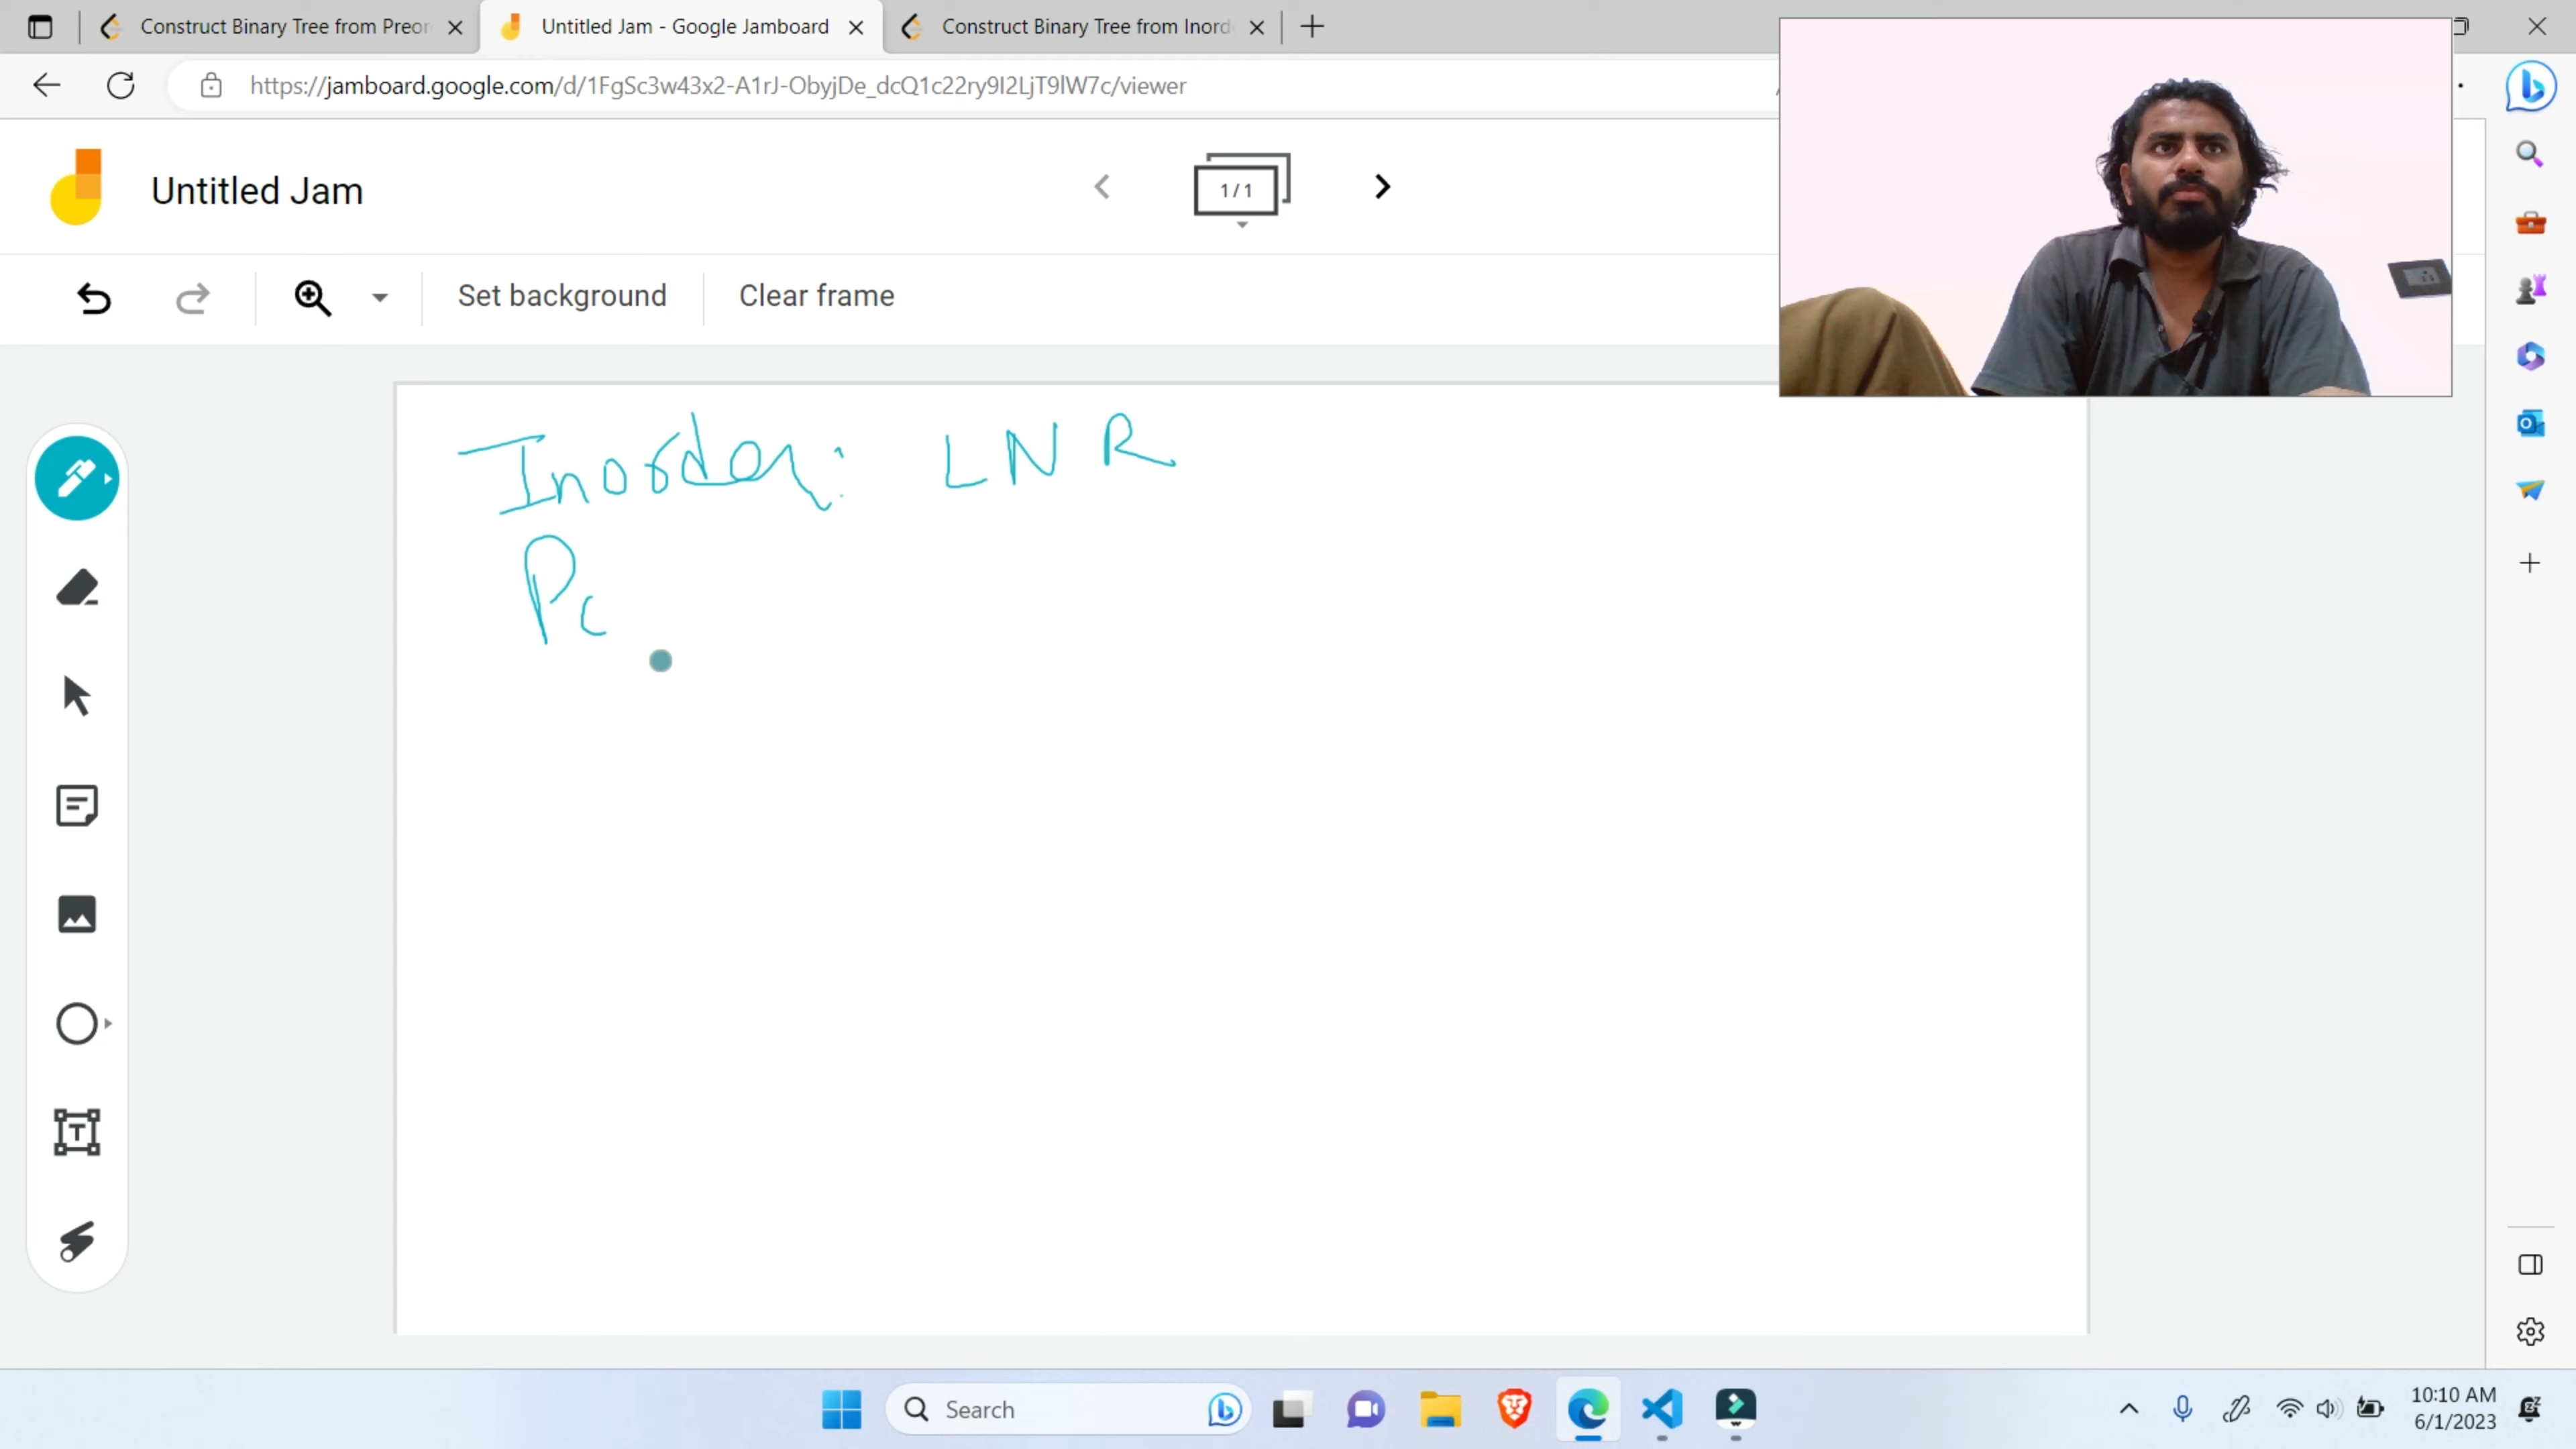 Construct Binary Tree from Preor
Untitled Jam - Google Jamboard
Construct Binary Tree from Inord
https://jamboard.google.com/d/1FgSc3w43x2-A1rJ-ObyjDe_dcQ1c22ry9I2LjT9lW7c/viewer
Untitled Jam
1 / 1
Set background
Clear frame
Inorder: LNR
Pc
Search
10:10 AM
6/1/2023